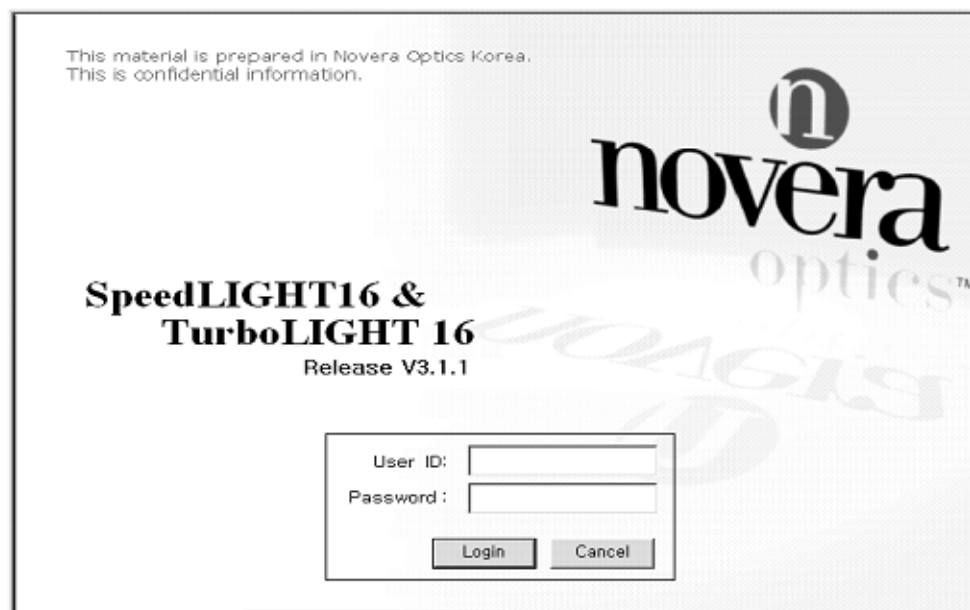 This material is prepared in Novera Optics Korea.
This is confidential information.
n
novera
optics™
SpeedLIGHT16 &
TurboLIGHT 16
Release V3.1.1
User ID:
Password :
Login
Cancel